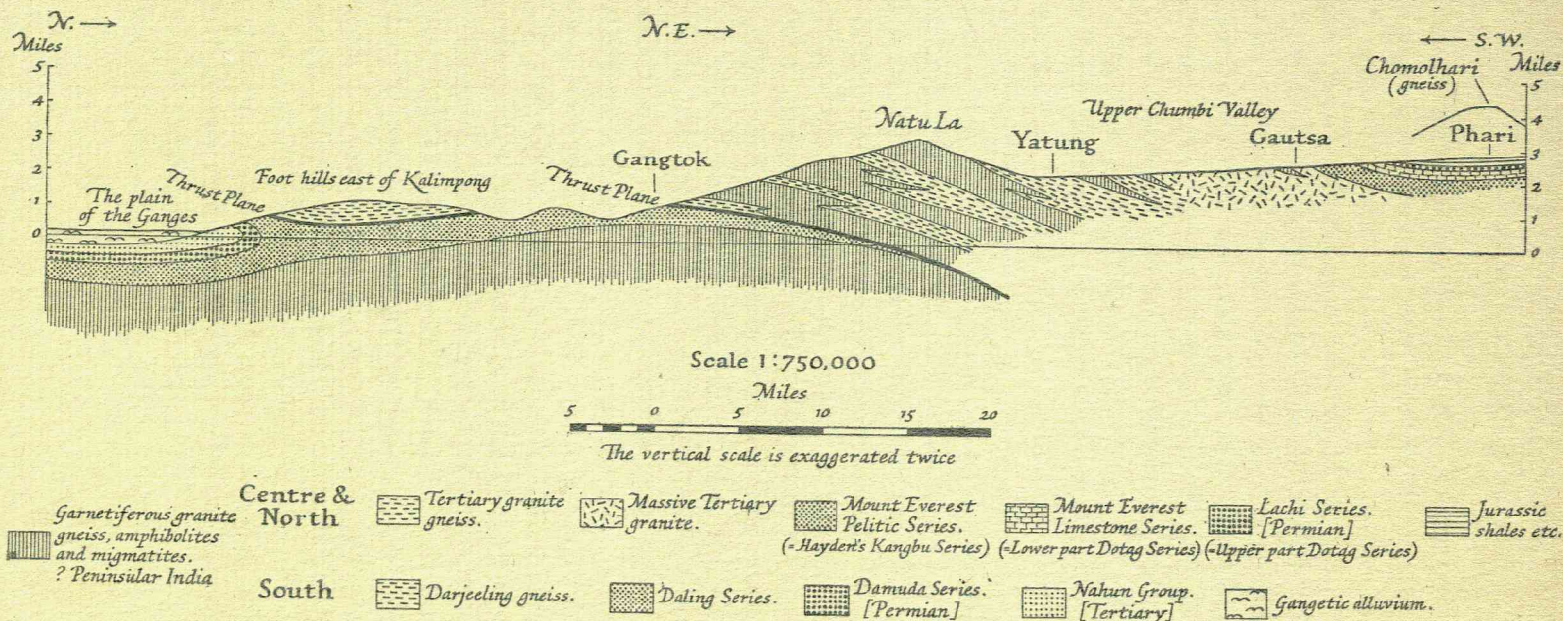 N. →
N.E. →
← S.W.
Miles
5
4
3
2
1
0
The plain
of the Ganges
Thrust Plane
Foot hills east of Kalimpong
Thrust Plane
Gangtok
Natu La
Yatung
Upper Chumbi Valley
Gautsa
Chomolhari
(gneiss)
Phari
Miles
5
4
3
2
1
0
Scale 1:750,000
Miles
5 0 5 10 15 20
The vertical scale is exaggerated twice
Garnetiferous granite
gneiss, amphibolites
and migmatites.
? Peninsular India
Centre &
North
Tertiary granite
gneiss.
Massive Tertiary
granite.
Mount Everest
Pelitic Series.
(=Hayden's Kangbu Series)
Mount Everest
Limestone Series.
(=Lower part Dotag Series)
Lachi Series.
[Permian]
(=Upper part Dotag Series)
Jurassic
shales etc.
South
Darjeeling gneiss.
Daling Series.
Damuda Series.
[Permian]
Nahun Group.
[Tertiary]
Gangetic alluvium.